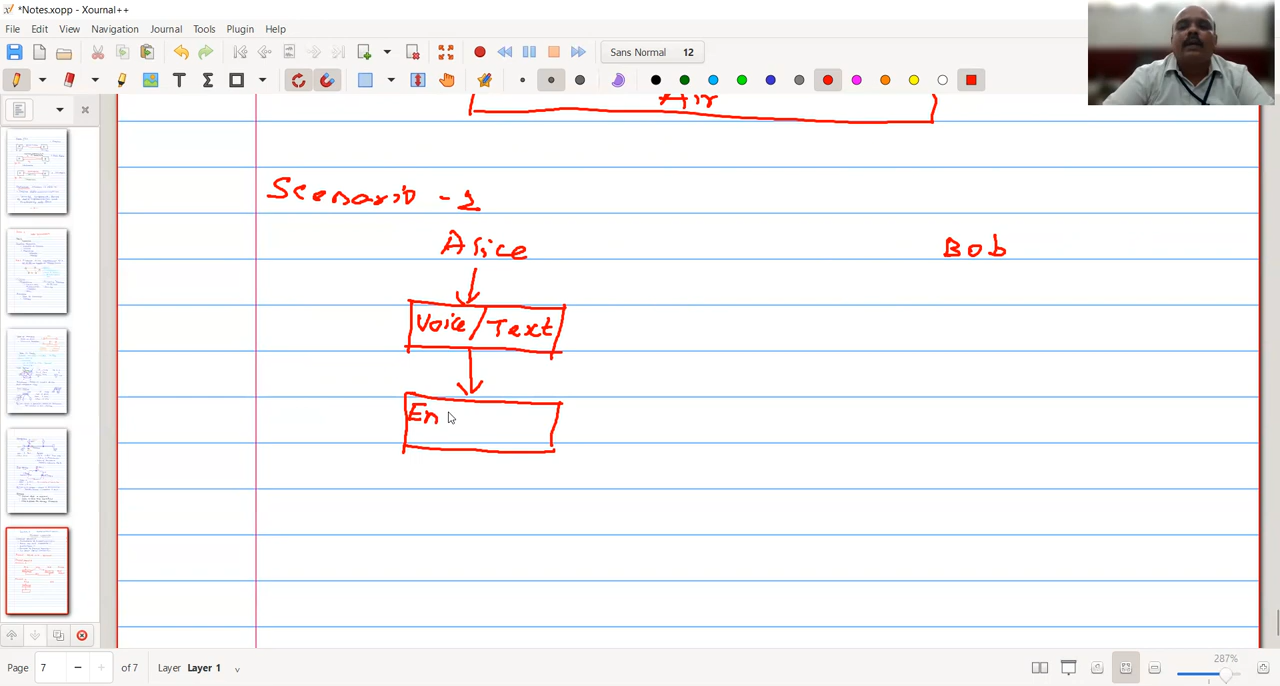 *Notes.xopp - Xournal++
File Edit View Navigation Journal Tools Plugin Help
Sans Normal 12
Air
Scenario - 2
Alice Bob
Voice/Text
En
Page 7 of 7 Layer Layer 1 287%